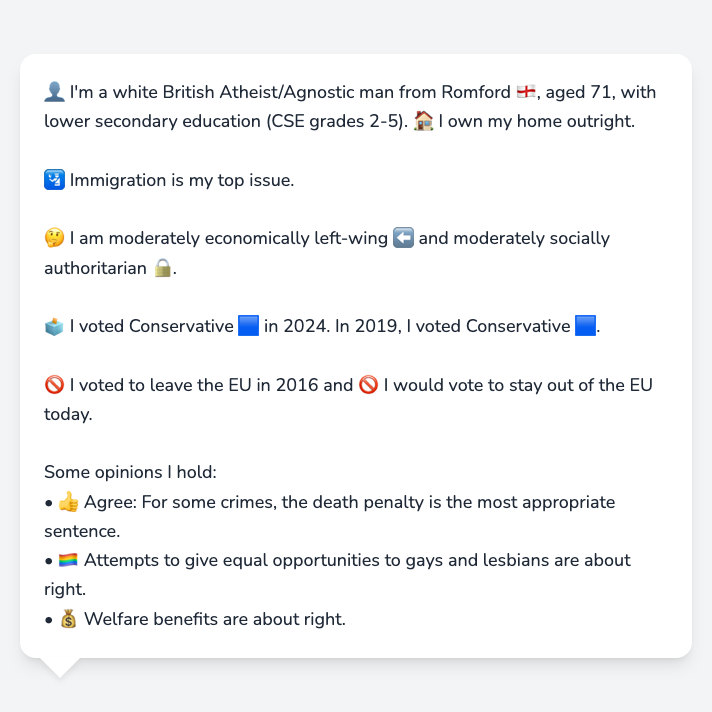 👤 I'm a white British Atheist/Agnostic man from Romford 🏴󠁧󠁢󠁥󠁮󠁧󠁿, aged 71, with
lower secondary education (CSE grades 2-5). 🏠 I own my home outright.
🛂 Immigration is my top issue.
🤔 I am moderately economically left-wing ⬅️ and moderately socially
authoritarian 🔒.
🗳️ I voted Conservative 🟦 in 2024. In 2019, I voted Conservative 🟦.
🚫 I voted to leave the EU in 2016 and 🚫 I would vote to stay out of the EU
today.
Some opinions I hold:
• 👍 Agree: For some crimes, the death penalty is the most appropriate
sentence.
• 🏳️‍🌈 Attempts to give equal opportunities to gays and lesbians are about
right.
• 💰 Welfare benefits are about right.